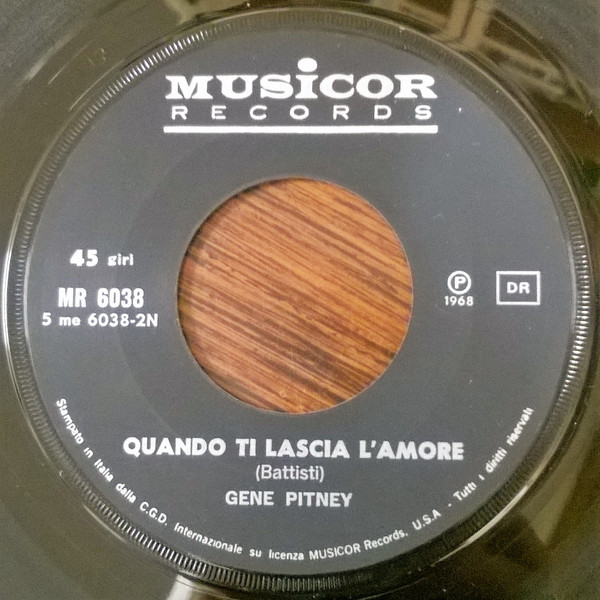 MUSICOR
RECORDS
45 giri
MR 6038
5 me 6038-2N
P
1968
DR
QUANDO TI LASCIA L'AMORE
(Battisti)
GENE PITNEY
Stampato in Italia dalla C.G.D. Internazionale su licenza MUSICOR Records, U.S.A - Tutti i diritti riservati